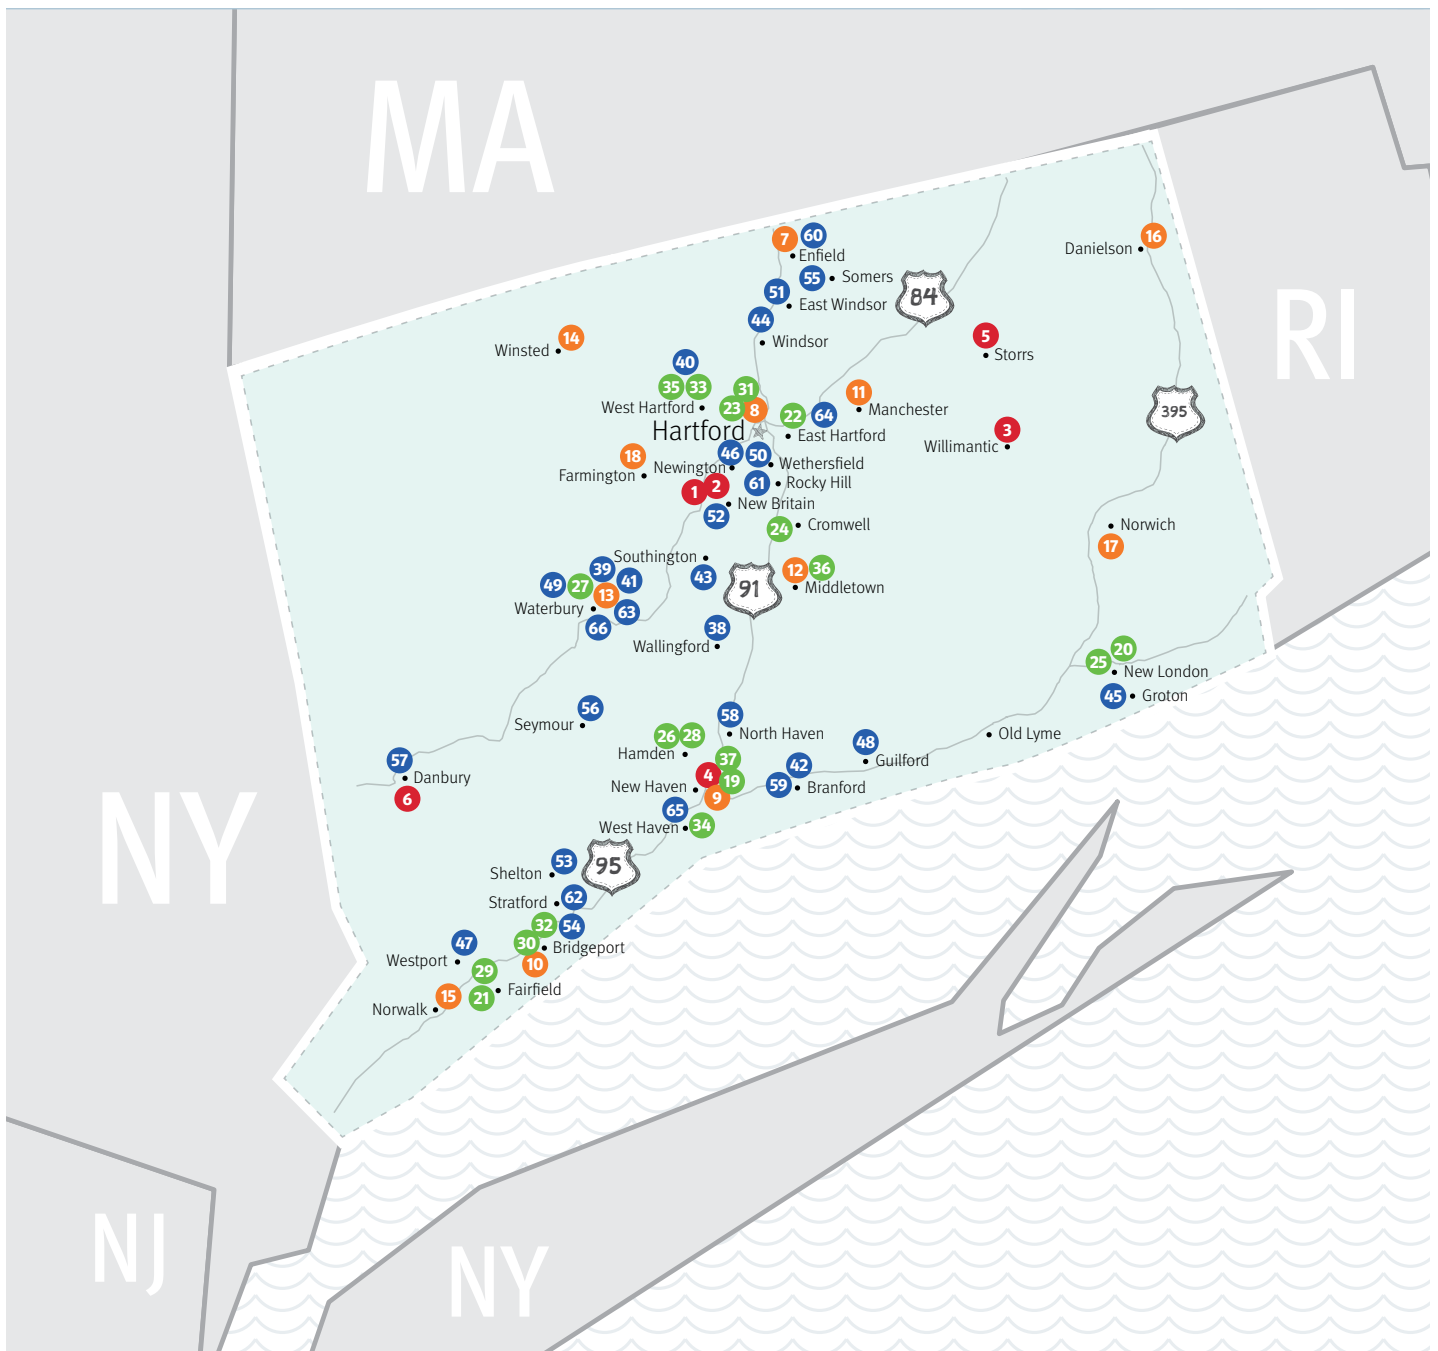 MA
7
60
Enfield
16
Danielson
55
Somers
84
51
East Windsor
44
Windsor
RI
14
Winsted
5
Storrs
40
35
33
31
West Hartford
23
8
22
64
11
Manchester
395
Hartford
East Hartford
3
Willimantic
18
Farmington
46
50
Newington
Wethersfield
1
2
61
Rocky Hill
New Britain
52
24
Cromwell
Norwich
17
Southington
43
39
49
27
41
13
Waterbury
63
66
91
12
36
Middletown
38
Wallingford
20
25
New London
45
Groton
56
Seymour
58
North Haven
26
28
Hamden
48
Guilford
Old Lyme
57
Danbury
6
37
4
19
New Haven
9
42
59
Branford
65
West Haven
34
NY
53
Shelton
95
62
Stratford
32
54
30
Bridgeport
10
47
Westport
29
21
Fairfield
15
Norwalk
NJ
NY